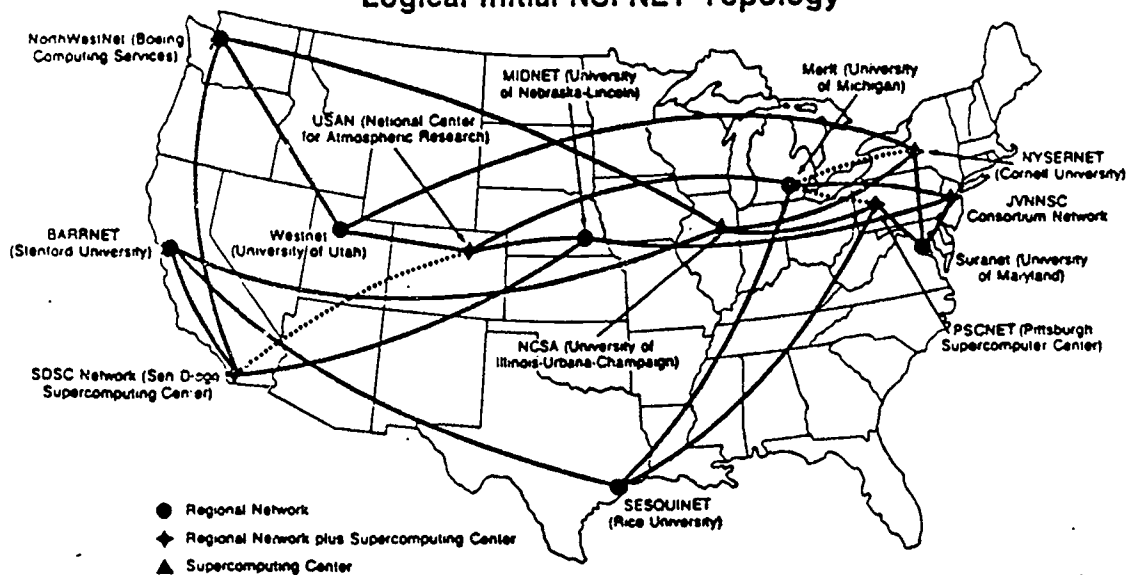 Logical Initial NSFNET Topology
NorthWestNet (Boeing
Computing Services)
MIDNET (University
of Nebraska-Lincoln)
Merit (University
of Michigan)
USAN (National Center
for Atmospheric Research)
NYSERNET
(Cornell University)
JVNNSC
Consortium Network
BARRNET
(Stanford University)
Westnet
(University of Utah)
Suranet (University
of Maryland)
NCSA (University of
Illinois-Urbana-Champaign)
PSCNET (Pittsburgh
Supercomputer Center)
SDSC Network (San Diego
Supercomputing Center)
SESQUINET
(Rice University)
Regional Network
Regional Network plus Supercomputing Center
Supercomputing Center